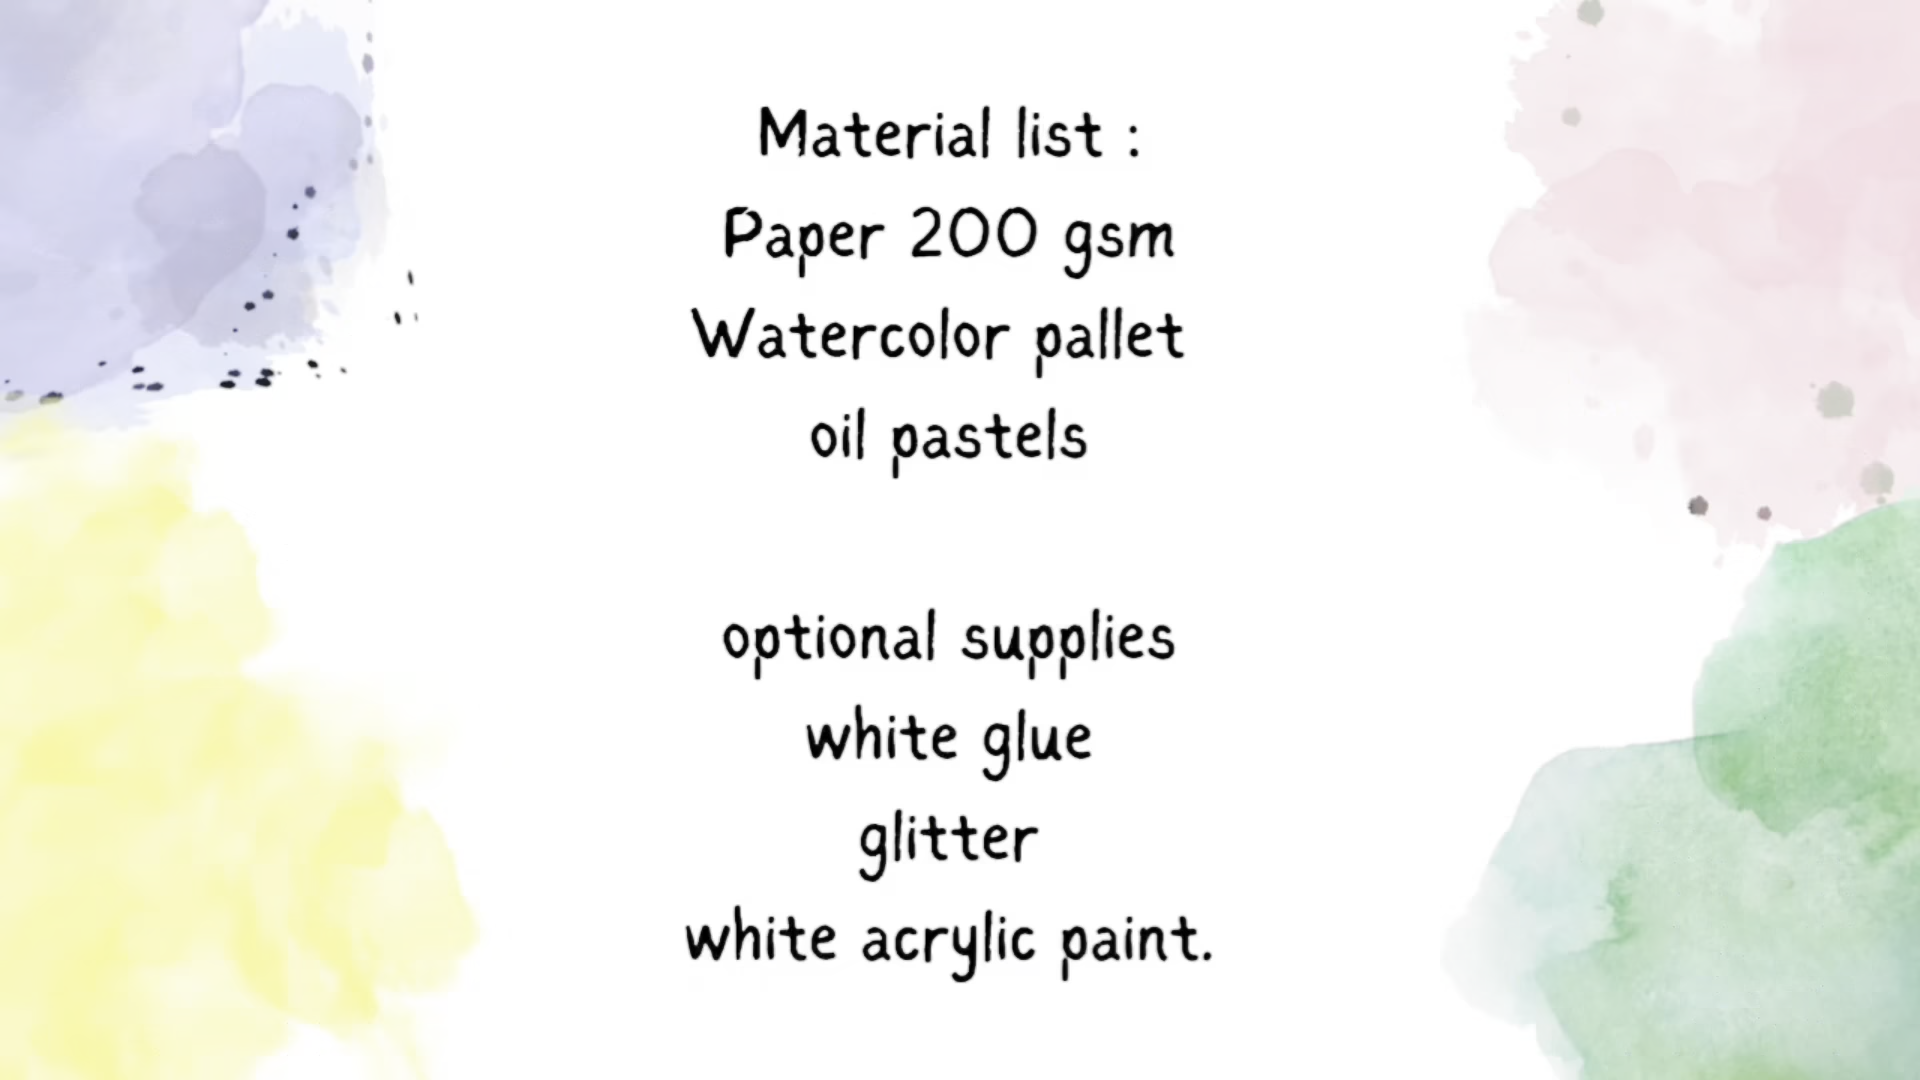 Material list :
Paper 200 gsm
Watercolor pallet
oil pastels
optional supplies
white glue
glitter
white acrylic paint.